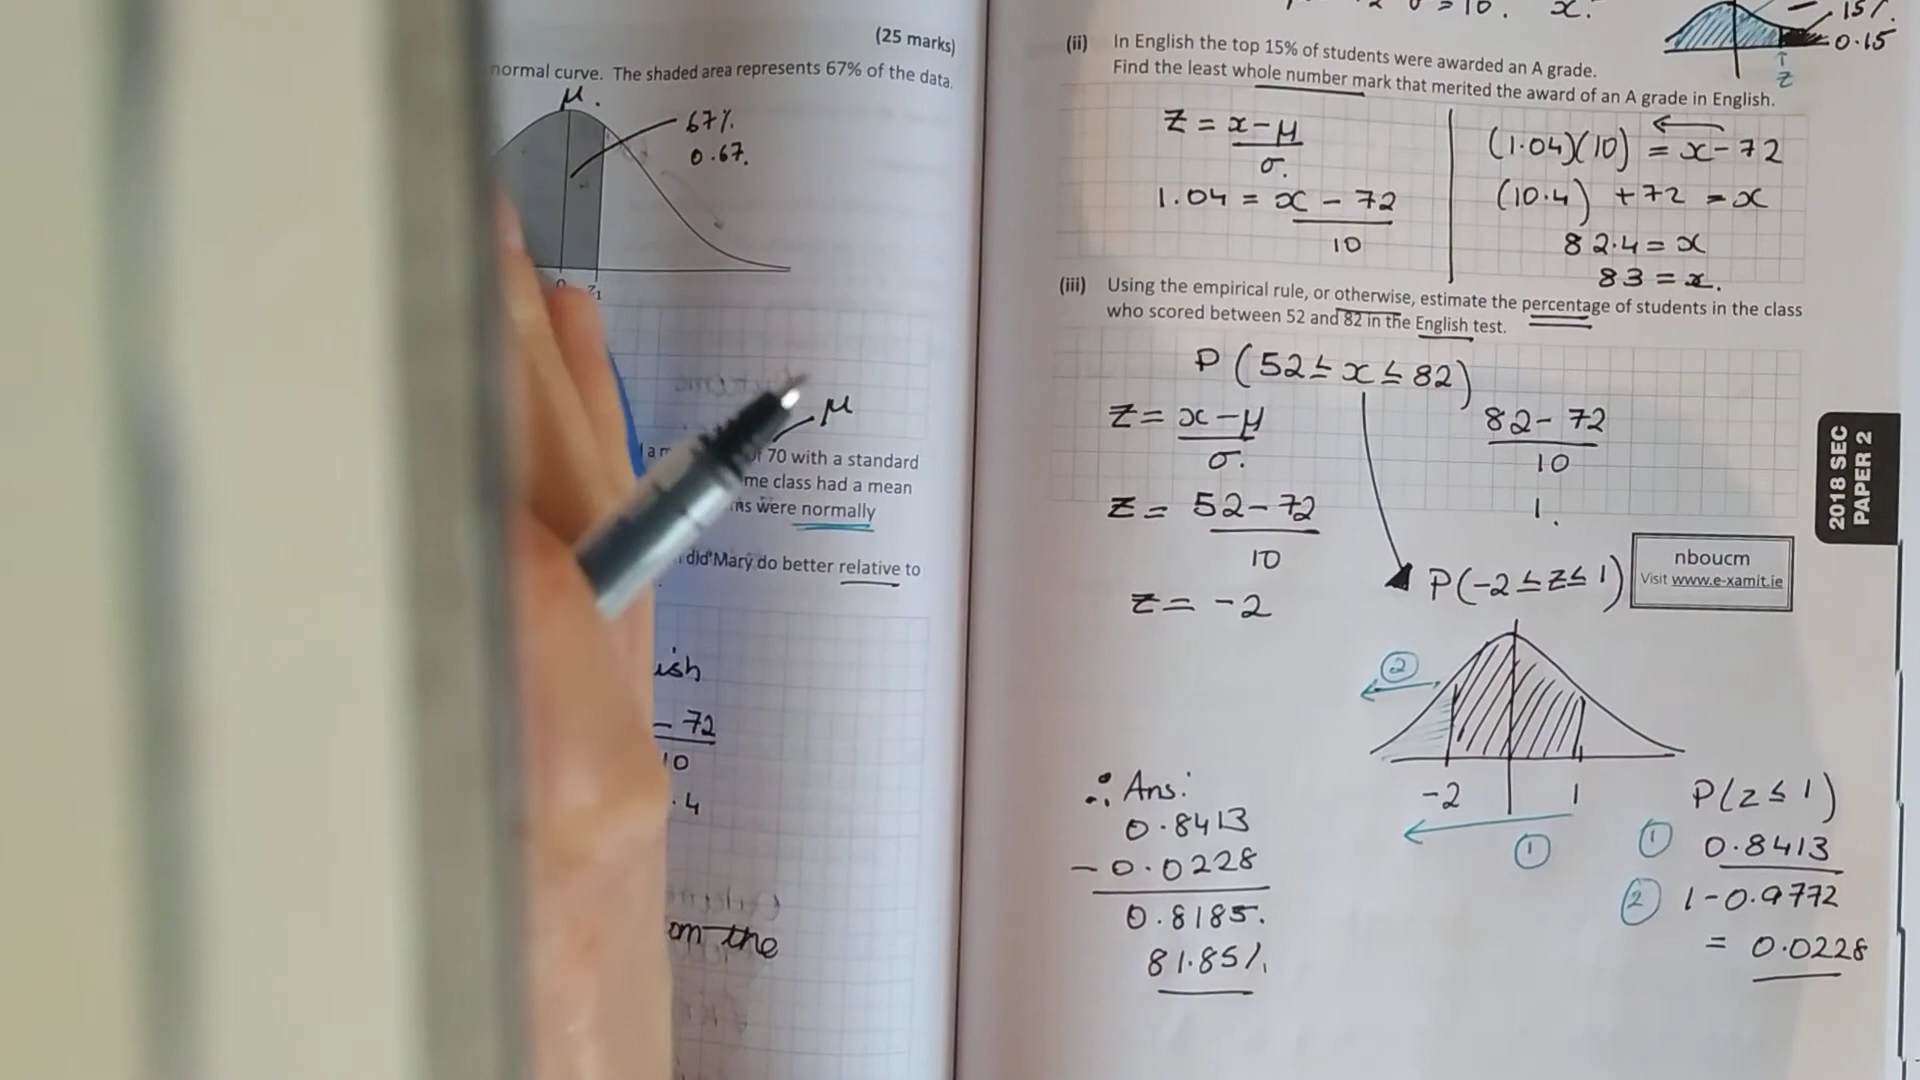 (25 marks)
normal curve. The shaded area represents 67% of the data.
μ.
67%
0.67.
z1
μ
70 with a standard
me class had a mean
were normally
did Mary do better relative to
ish
- 72
10
.4
on the
= 10. x.
15%.
0.15
z
(ii) In English the top 15% of students were awarded an A grade.
Find the least whole number mark that merited the award of an A grade in English.
z = x - μ
σ.
1.04 = x - 72
10
(1.04)(10) = x - 72
(10.4) + 72 = x
82.4 = x
83 = x.
(iii) Using the empirical rule, or otherwise, estimate the percentage of students in the class
who scored between 52 and 82 in the English test.
P(52 ≤ x ≤ 82)
z = x - μ
σ.
82 - 72
10
1.
z = 52 - 72
10
z = -2
P(-2 ≤ z ≤ 1)
nboucm
Visit www.e-xamit.ie
2018 SEC
PAPER 2
②
-2 1
①
∴ Ans:
0.8413
- 0.0228
0.8185.
81.85%.
P(z ≤ 1)
① 0.8413
② 1 - 0.9772
= 0.0228